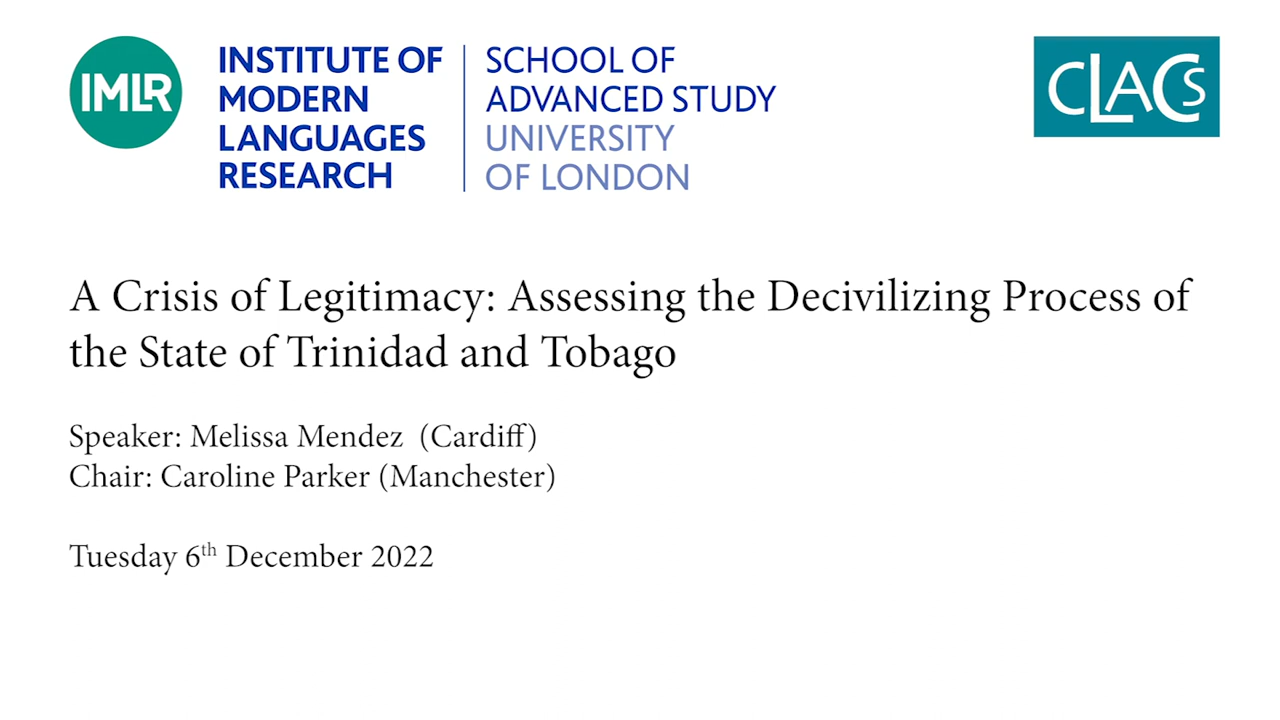 IMLR
INSTITUTE OF
MODERN
LANGUAGES
RESEARCH
SCHOOL OF
ADVANCED STUDY
UNIVERSITY
OF LONDON
CLACS
A Crisis of Legitimacy: Assessing the Decivilizing Process of
the State of Trinidad and Tobago
Speaker: Melissa Mendez (Cardiff)
Chair: Caroline Parker (Manchester)
Tuesday 6th December 2022